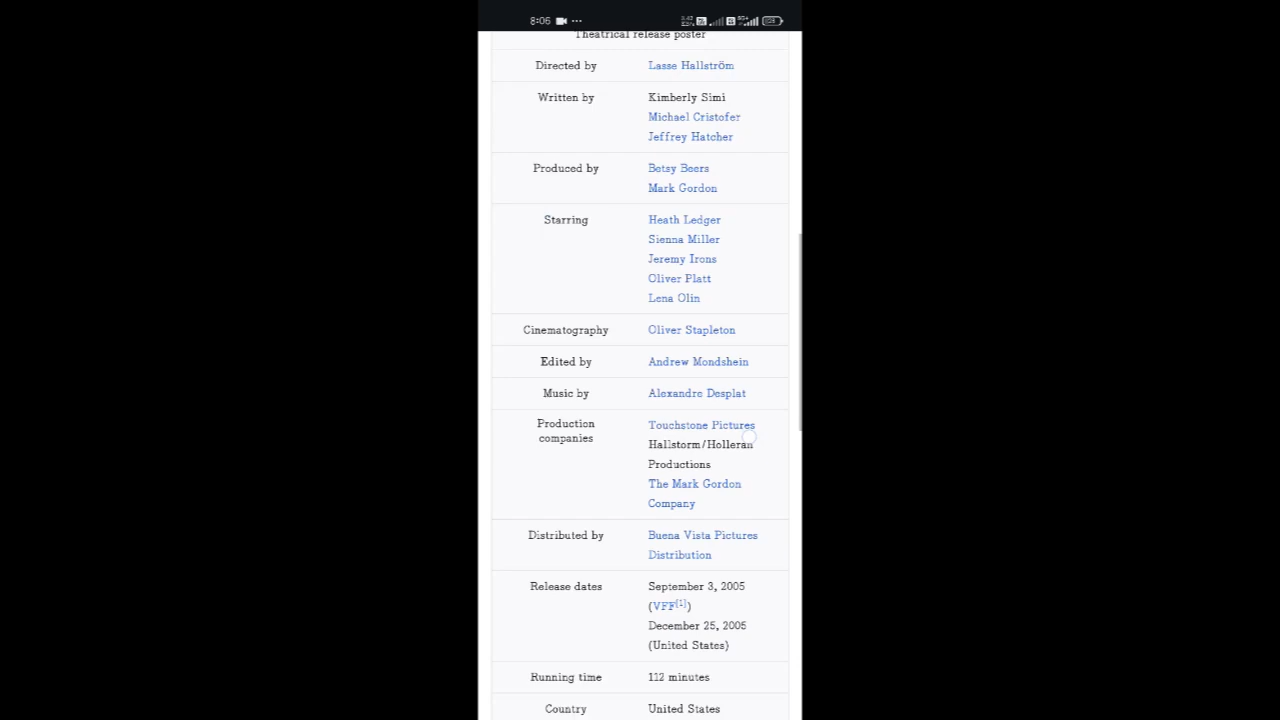 8:06
Theatrical release poster
Directed by Lasse Hallström
Written by Kimberly Simi
Michael Cristofer
Jeffrey Hatcher
Produced by Betsy Beers
Mark Gordon
Starring Heath Ledger
Sienna Miller
Jeremy Irons
Oliver Platt
Lena Olin
Cinematography Oliver Stapleton
Edited by Andrew Mondshein
Music by Alexandre Desplat
Production companies Touchstone Pictures
Hallstorm/Holleran
Productions
The Mark Gordon
Company
Distributed by Buena Vista Pictures
Distribution
Release dates September 3, 2005
(VFF[1])
December 25, 2005
(United States)
Running time 112 minutes
Country United States